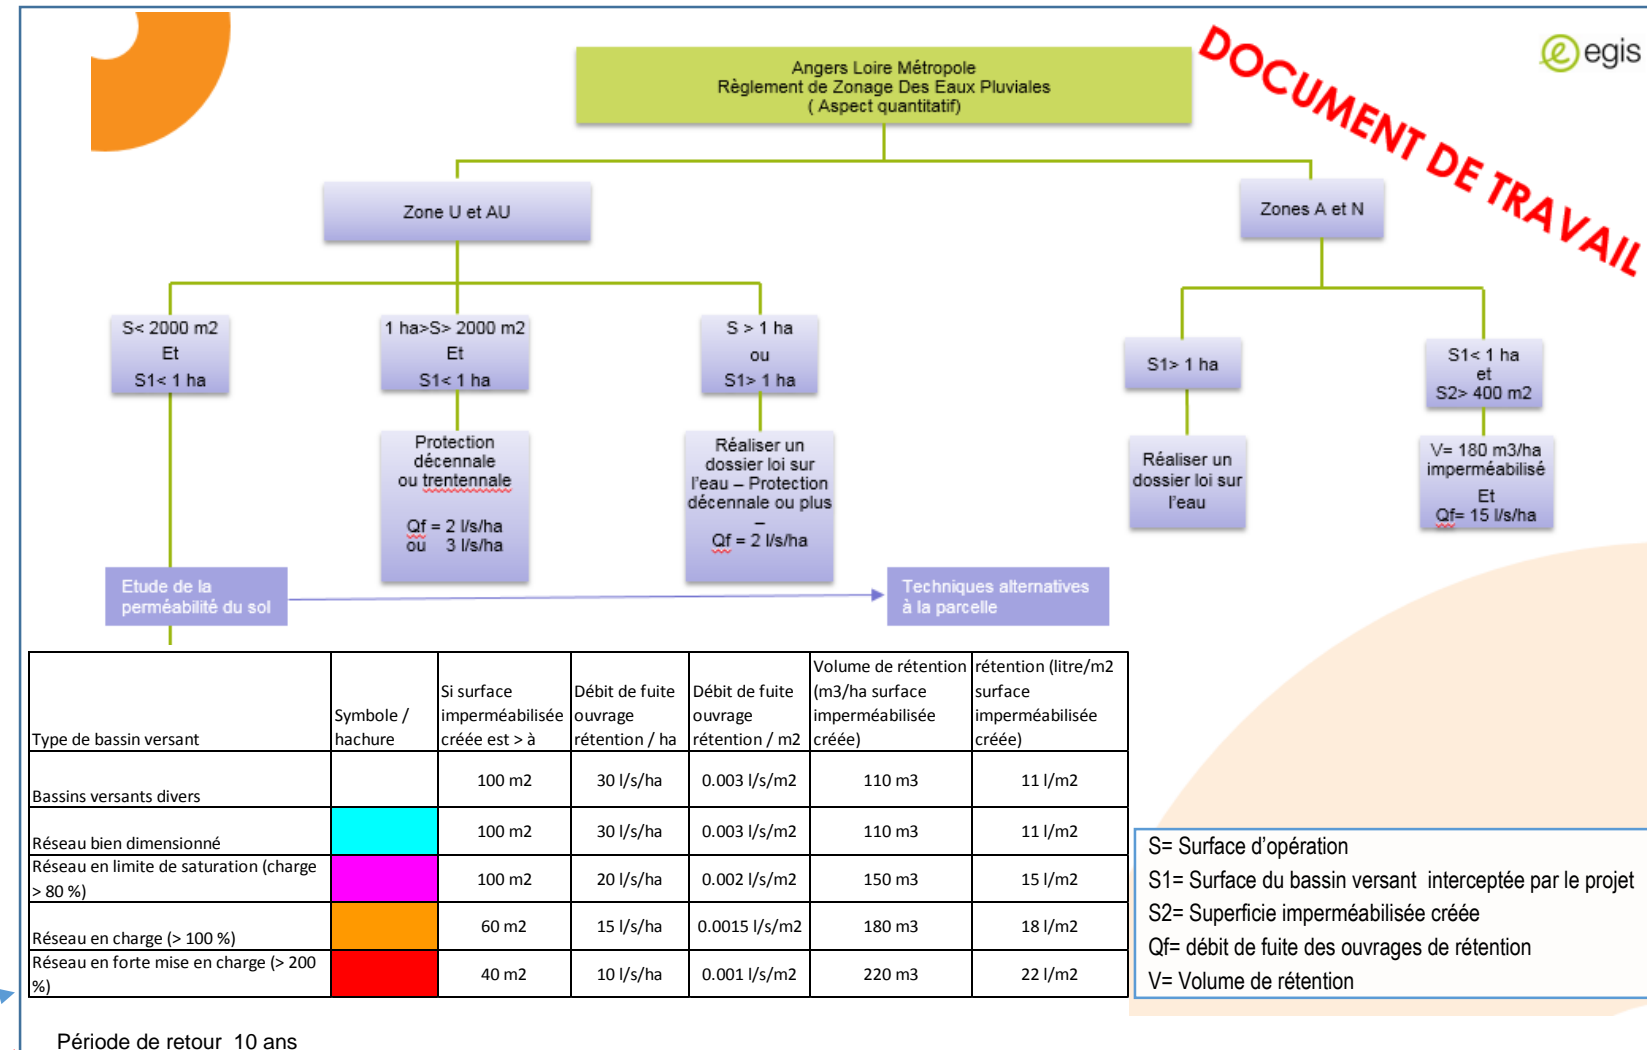 DOCUMENT DE TRAVAIL
egis
Angers Loire Métropole
Règlement de Zonage Des Eaux Pluviales
( Aspect quantitatif)
Zone U et AU
Zones A et N
S< 2000 m2
Et
S1< 1 ha
1 ha>S> 2000 m2
Et
S1< 1 ha
S > 1 ha
ou
S1> 1 ha
S1> 1 ha
S1< 1 ha
et
S2> 400 m2
Protection
décennale
ou trentennale
Qf = 2 l/s/ha
ou 3 l/s/ha
Réaliser un
dossier loi sur
l'eau – Protection
décennale ou plus
–
Qf = 2 l/s/ha
Réaliser un
dossier loi sur
l'eau
V= 180 m3/ha
imperméabilisé
Et
Qf= 15 l/s/ha
Etude de la
perméabilité du sol
Techniques alternatives
à la parcelle
Type de bassin versant
Symbole /
hachure
Si surface
imperméabilisée
créée est > à
Débit de fuite
ouvrage
rétention / ha
Débit de fuite
ouvrage
rétention / m2
Volume de rétention
(m3/ha surface
imperméabilisée
créée)
rétention (litre/m2
surface
imperméabilisée
créée)
Bassins versants divers
100 m2
30 l/s/ha
0.003 l/s/m2
110 m3
11 l/m2
Réseau bien dimensionné
100 m2
30 l/s/ha
0.003 l/s/m2
110 m3
11 l/m2
Réseau en limite de saturation (charge
> 80 %)
100 m2
20 l/s/ha
0.002 l/s/m2
150 m3
15 l/m2
Réseau en charge (> 100 %)
60 m2
15 l/s/ha
0.0015 l/s/m2
180 m3
18 l/m2
Réseau en forte mise en charge (> 200
%)
40 m2
10 l/s/ha
0.001 l/s/m2
220 m3
22 l/m2
S= Surface d'opération
S1= Surface du bassin versant interceptée par le projet
S2= Superficie imperméabilisée créée
Qf= débit de fuite des ouvrages de rétention
V= Volume de rétention
Période de retour 10 ans